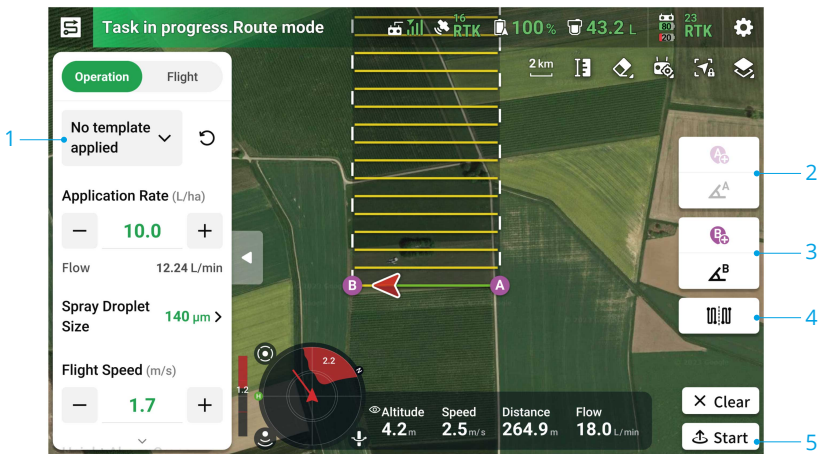 Task in progress.Route mode
16
RTK
100%
43.2 L
80
20
23
RTK
Operation
Flight
2 km
1
No template
applied
A
A
2
Application Rate (L/ha)
10.0
Flow
12.24 L/min
B
B
3
Spray Droplet
Size
140 μm
B
A
4
Flight Speed (m/s)
1.7
2.2
N
1.2
H
Altitude
4.2 m
Speed
2.5 m/s
Distance
264.9 m
Flow
18.0 L/min
Clear
Start
5